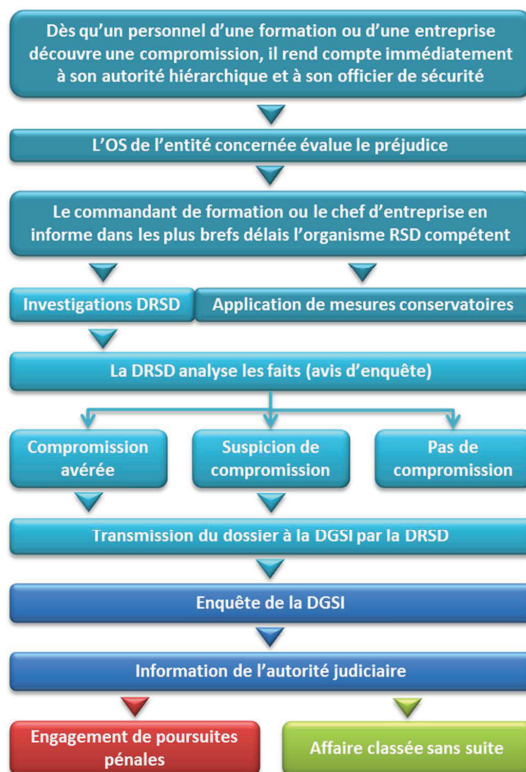 Dès qu'un personnel d'une formation ou d'une entreprise
découvre une compromission, il rend compte immédiatement
à son autorité hiérarchique et à son officier de sécurité
L'OS de l'entité concernée évalue le préjudice
Le commandant de formation ou le chef d'entreprise en
informe dans les plus brefs délais l'organisme RSD compétent
Investigations DRSD
Application de mesures conservatoires
La DRSD analyse les faits (avis d'enquête)
Compromission
avérée
Suspicion de
compromission
Pas de
compromission
Transmission du dossier à la DGSI par la DRSD
Enquête de la DGSI
Information de l'autorité judiciaire
Engagement de poursuites
pénales
Affaire classée sans suite